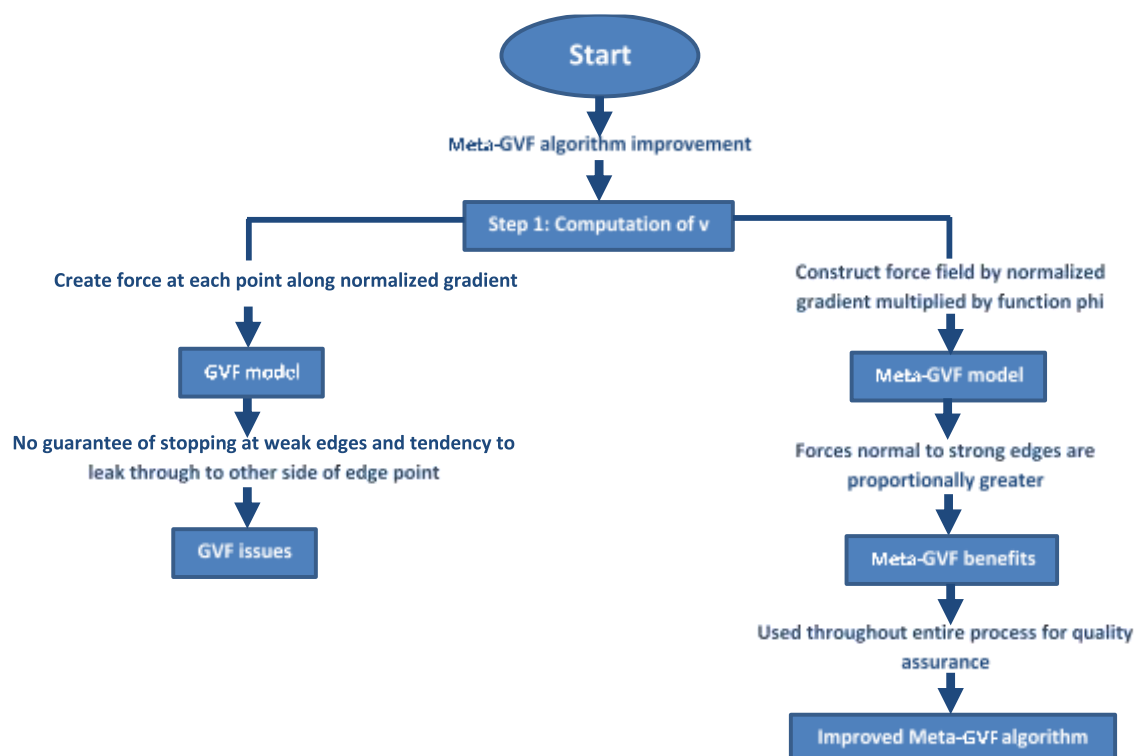 Start
Meta-GVF algorithm improvement
Step 1: Computation of v
Create force at each point along normalized gradient
GVF model
No guarantee of stopping at weak edges and tendency to
leak through to other side of edge point
GVF issues
Construct force field by normalized
gradient multiplied by function phi
Meta-GVF model
Forces normal to strong edges are
proportionally greater
Meta-GVF benefits
Used throughout entire process for quality
assurance
Improved Meta-GVF algorithm